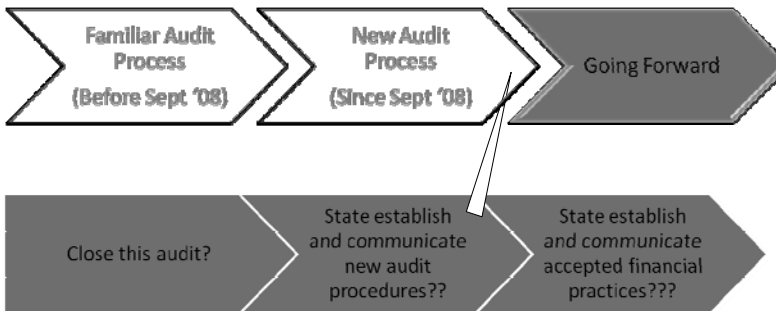 Familiar Audit
Process
(Before Sept '08)
New Audit
Process
(Since Sept '08)
Going Forward
Close this audit?
State establish
and communicate
new audit
procedures??
State establish
and communicate
accepted financial
practices???